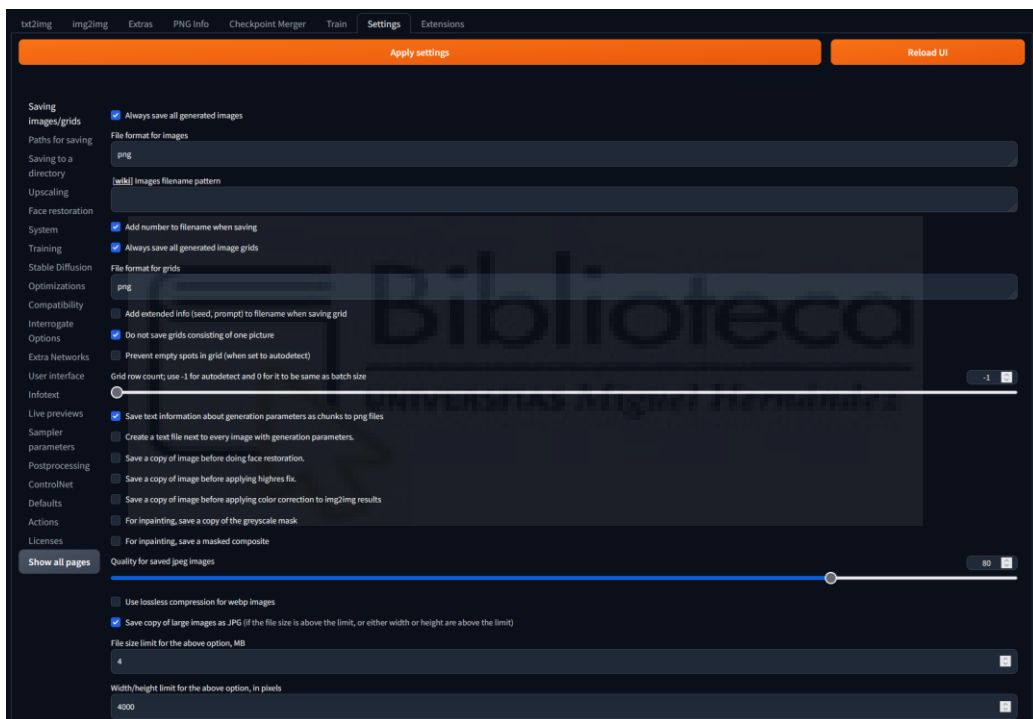 txt2img img2img Extras PNG Info Checkpoint Merger Train Settings Extensions
Apply settings Reload UI
Saving
images/grids
Paths for saving
Saving to a
directory
Upscaling
Face restoration
System
Training
Stable Diffusion
Optimizations
Compatibility
Interrogate
Options
Extra Networks
User interface
Infotext
Live previews
Sampler
parameters
Postprocessing
ControlNet
Defaults
Actions
Licenses
Show all pages
Always save all generated images
File format for images
png
[wiki] Images filename pattern
Add number to filename when saving
Always save all generated image grids
File format for grids
png
Add extended info (seed, prompt) to filename when saving grid
Do not save grids consisting of one picture
Prevent empty spots in grid (when set to autodetect)
Grid row count; use -1 for autodetect and 0 for it to be same as batch size
-1
Save text information about generation parameters as chunks to png files
Create a text file next to every image with generation parameters.
Save a copy of image before doing face restoration.
Save a copy of image before applying highres fix.
Save a copy of image before applying color correction to img2img results
For inpainting, save a copy of the greyscale mask
For inpainting, save a masked composite
Quality for saved jpeg images
80
Use lossless compression for webp images
Save copy of large images as JPG (if the file size is above the limit, or either width or height are above the limit)
File size limit for the above option, MB
4
Width/height limit for the above option, in pixels
4000
Biblioteca
UNIVERSITAS Miguel Hernández